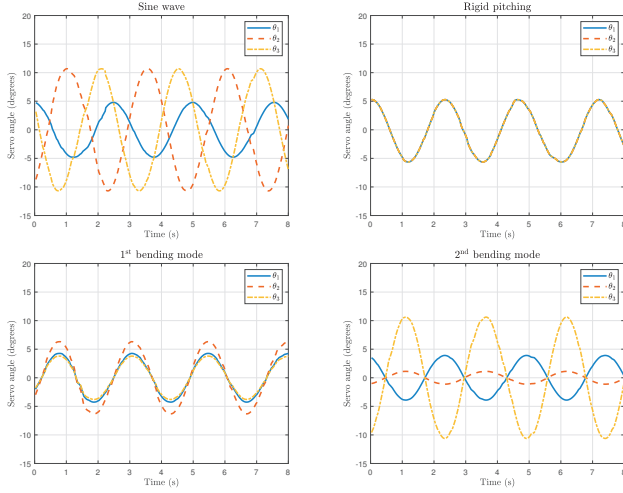 Sine wave
20
15
10
5
0
-5
-10
-15
0 1 2 3 4 5 6 7 8
Servo angle (degrees)
Time (s)
θ1
θ2
θ3
Rigid pitching
20
15
10
5
0
-5
-10
-15
0 1 2 3 4 5 6 7 8
Servo angle (degrees)
Time (s)
θ1
θ2
θ3
1st bending mode
20
15
10
5
0
-5
-10
-15
0 1 2 3 4 5 6 7 8
Servo angle (degrees)
Time (s)
θ1
θ2
θ3
2nd bending mode
20
15
10
5
0
-5
-10
-15
0 1 2 3 4 5 6 7 8
Servo angle (degrees)
Time (s)
θ1
θ2
θ3